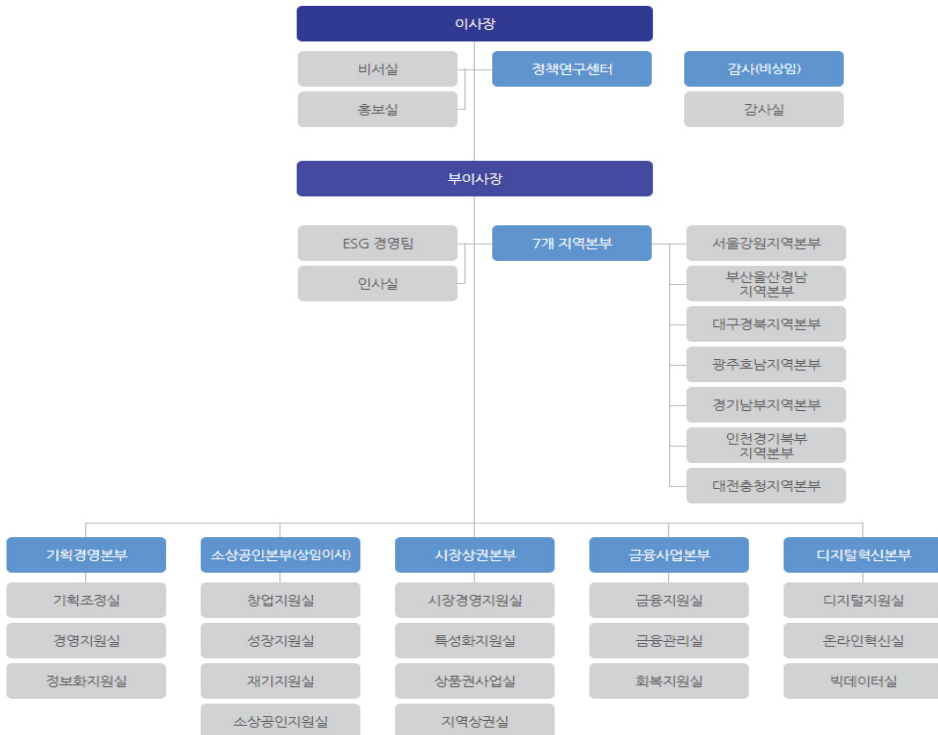 이사장
비서실
정책연구센터
감사(비상임)
홍보실
감사실
부이사장
ESG 경영팀
7개 지역본부
서울강원지역본부
인사실
부산울산경남
지역본부
대구경북지역본부
광주호남지역본부
경기남부지역본부
인천경기북부
지역본부
대전충청지역본부
기획경영본부
소상공인본부(상임이사)
시장상권본부
금융사업본부
디지털혁신본부
기획조정실
창업지원실
시장경영지원실
금융지원실
디지털지원실
경영지원실
성장지원실
특성화지원실
금융관리실
온라인혁신실
정보화지원실
재기지원실
상품권사업실
회복지원실
빅데이터실
소상공인지원실
지역상권실